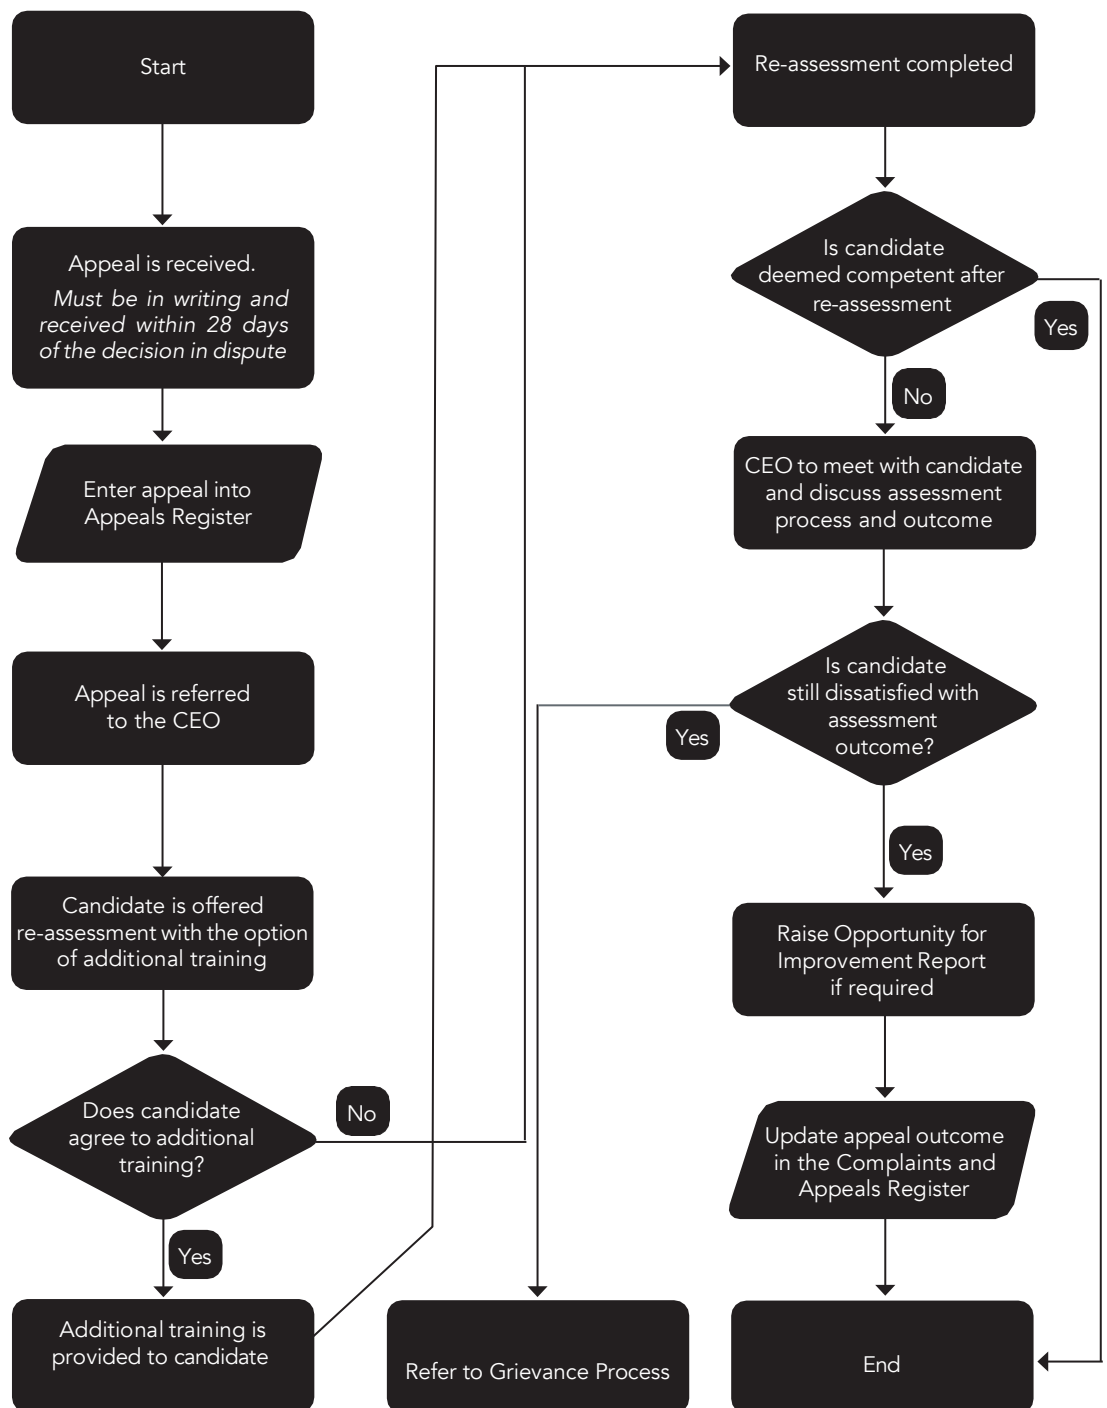 Start
Appeal is received.
Must be in writing and
received within 28 days
of the decision in dispute
Enter appeal into
Appeals Register
Appeal is referred
to the CEO
Candidate is offered
re-assessment with the option
of additional training
Does candidate
agree to additional
training?
No
Yes
Additional training is
provided to candidate
Re-assessment completed
Is candidate
deemed competent after
re-assessment
Yes
No
CEO to meet with candidate
and discuss assessment
process and outcome
Is candidate
still dissatisfied with
assessment
outcome?
Yes
Yes
Refer to Grievance Process
Raise Opportunity for
Improvement Report
if required
Update appeal outcome
in the Complaints and
Appeals Register
End